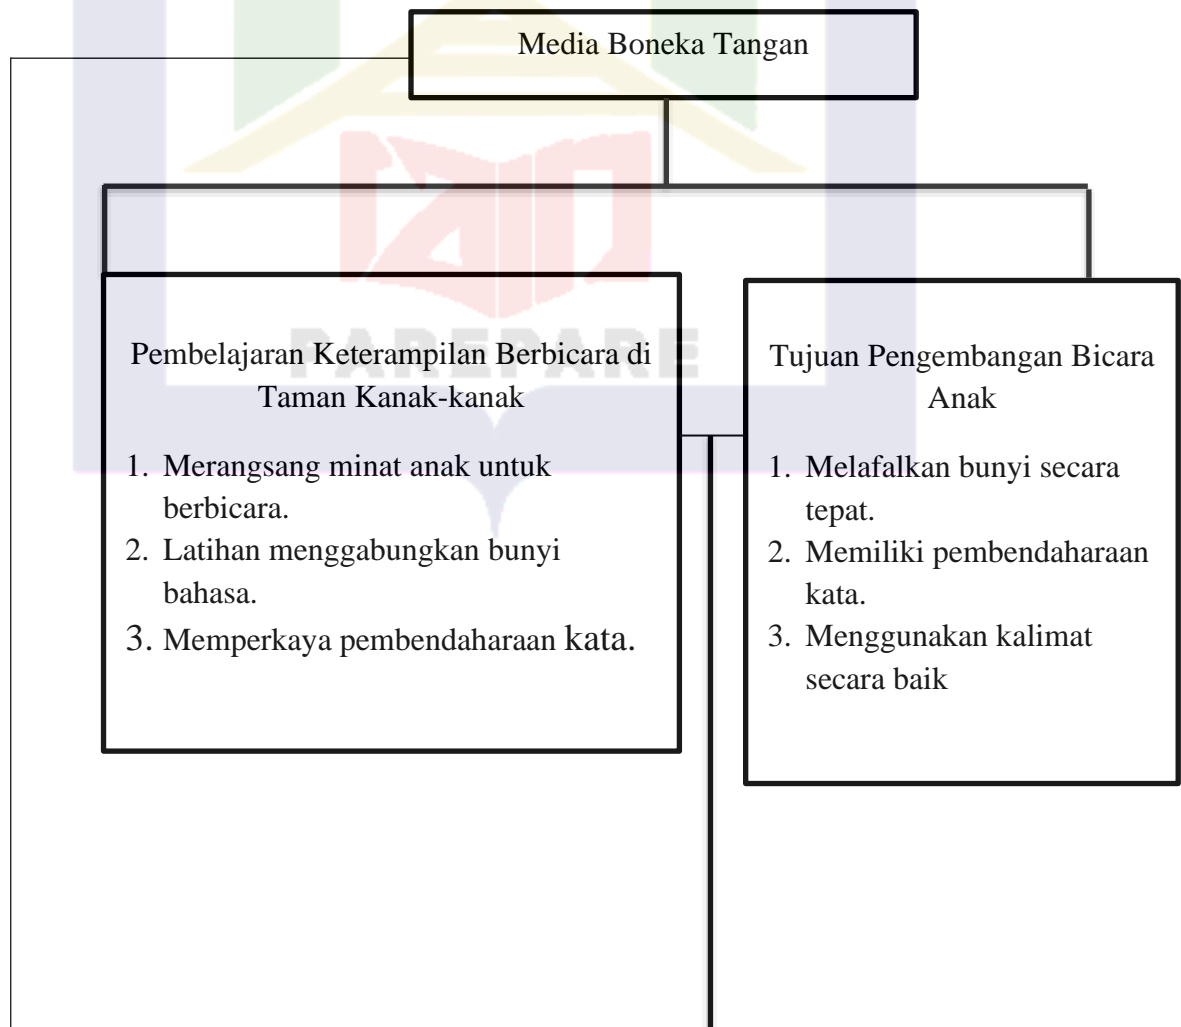 Media Boneka Tangan
PAREPARE
Pembelajaran Keterampilan Berbicara di
Taman Kanak-kanak
1. Merangsang minat anak untuk
berbicara.
2. Latihan menggabungkan bunyi
bahasa.
3. Memperkaya pembendaharaan kata.
Tujuan Pengembangan Bicara
Anak
1. Melafalkan bunyi secara
tepat.
2. Memiliki pembendaharaan
kata.
3. Menggunakan kalimat
secara baik